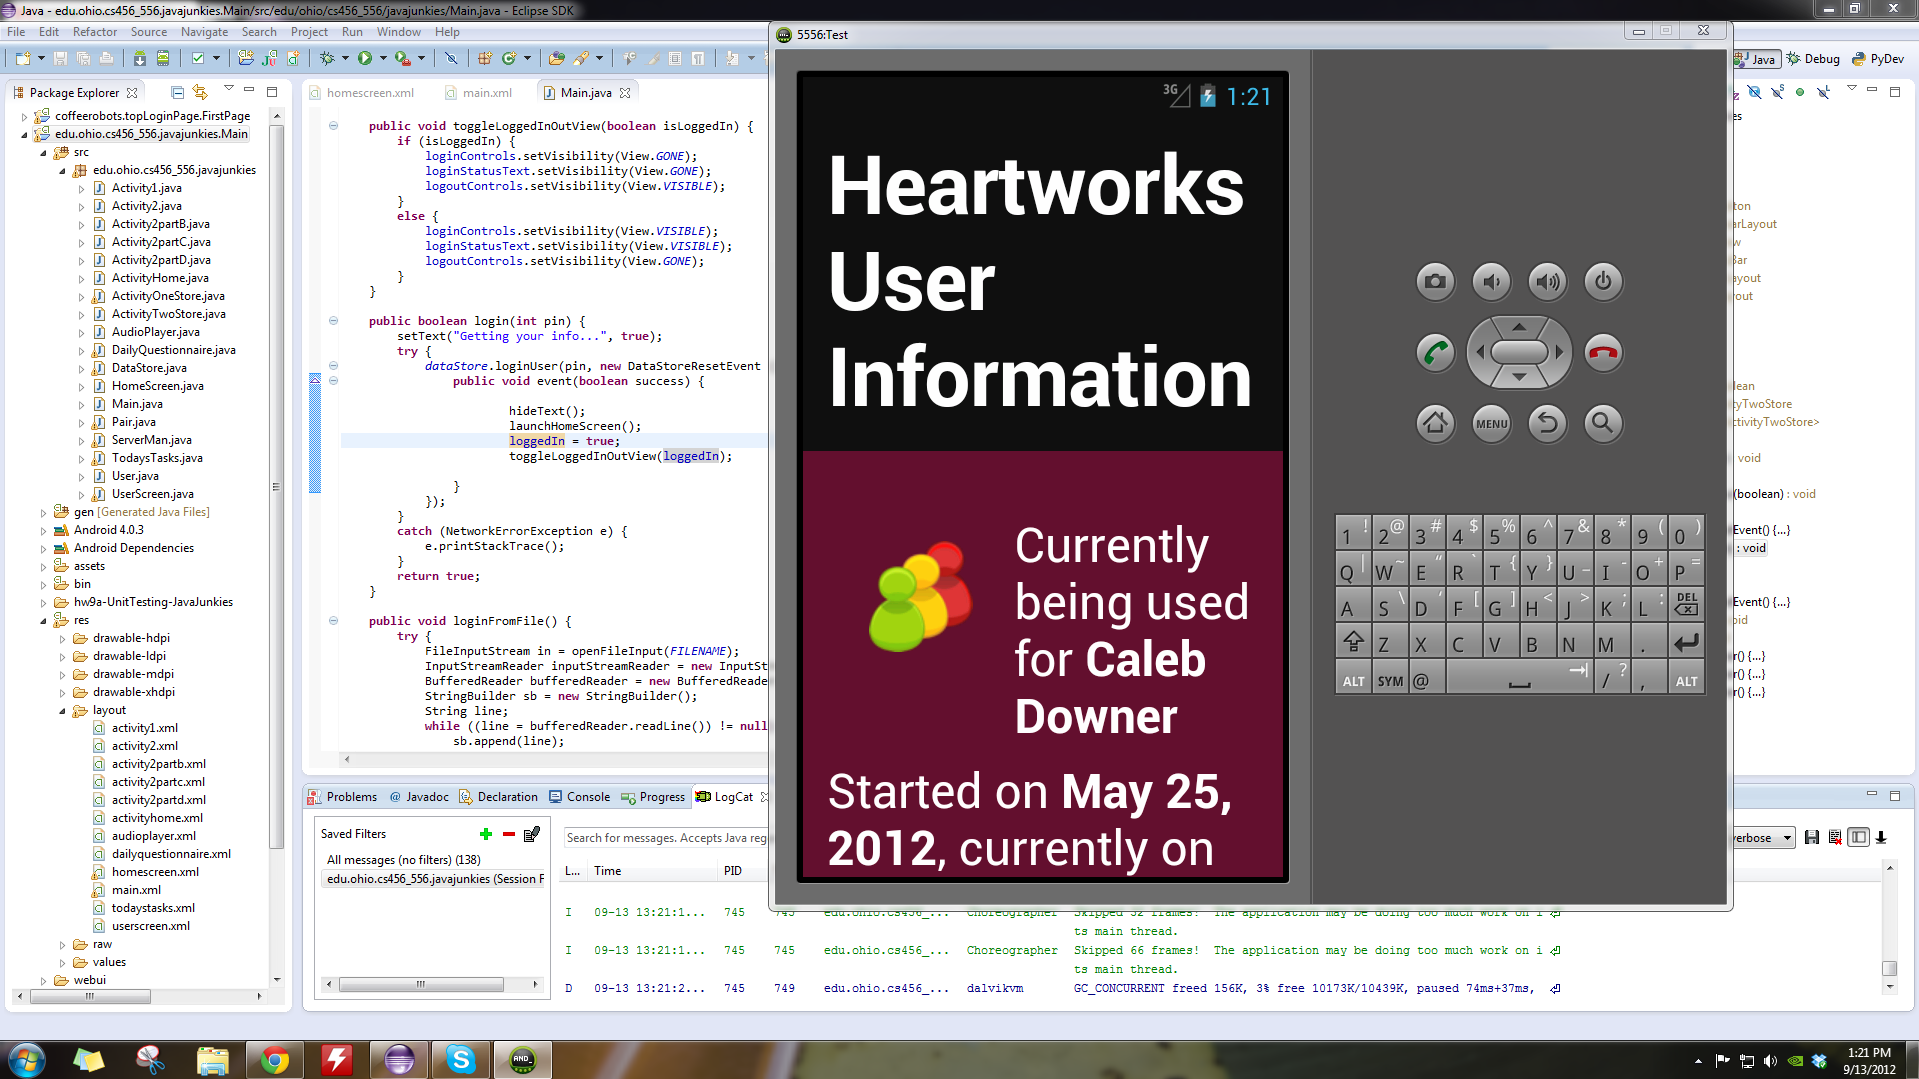 Java - edu.ohio.cs456_556.javajunkies.Main/src/edu/ohio/cs456_556/javajunkies/Main.java - Eclipse SDK
File Edit Refactor Source Navigate Search Project Run Window Help
Java Debug PyDev
Package Explorer
coffeerobots.topLoginPage.FirstPage
edu.ohio.cs456_556.javajunkies.Main
src
edu.ohio.cs456_556.javajunkies
Activity1.java
Activity2.java
Activity2partB.java
Activity2partC.java
Activity2partD.java
ActivityHome.java
ActivityOneStore.java
ActivityTwoStore.java
AudioPlayer.java
DailyQuestionnaire.java
DataStore.java
HomeScreen.java
Main.java
Pair.java
ServerMan.java
TodaysTasks.java
User.java
UserScreen.java
gen [Generated Java Files]
Android 4.0.3
Android Dependencies
assets
bin
hw9a-UnitTesting-JavaJunkies
res
drawable-hdpi
drawable-ldpi
drawable-mdpi
drawable-xhdpi
layout
activity1.xml
activity2.xml
activity2partb.xml
activity2partc.xml
activity2partd.xml
activityhome.xml
audioplayer.xml
dailyquestionnaire.xml
homescreen.xml
main.xml
todaystasks.xml
userscreen.xml
raw
values
webui
homescreen.xml main.xml Main.java
public void toggleLoggedInOutView(boolean isLoggedIn) {
if (isLoggedIn) {
loginControls.setVisibility(View.GONE);
loginStatusText.setVisibility(View.GONE);
logoutControls.setVisibility(View.VISIBLE);
}
else {
loginControls.setVisibility(View.VISIBLE);
loginStatusText.setVisibility(View.VISIBLE);
logoutControls.setVisibility(View.GONE);
}
}
public boolean login(int pin) {
setText("Getting your info...", true);
try {
dataStore.loginUser(pin, new DataStoreResetEvent
public void event(boolean success) {
hideText();
launchHomeScreen();
loggedIn = true;
toggleLoggedInOutView(loggedIn);
}
});
}
catch (NetworkErrorException e) {
e.printStackTrace();
}
return true;
}
public void loginFromFile() {
try {
FileInputStream in = openFileInput(FILENAME);
InputStreamReader inputStreamReader = new InputSt
BufferedReader bufferedReader = new BufferedReade
StringBuilder sb = new StringBuilder();
String line;
while ((line = bufferedReader.readLine()) != null
sb.append(line);
5556:Test
3G 1:21
Heartworks
User
Information
Currently
being used
for Caleb
Downer
Started on May 25,
2012, currently on
MENU
1 ! 2 @ 3 # 4 $ 5 % 6 ^ 7 & 8 * 9 ( 0 )
Q | W ~ E " R ` T { Y } U _ I - O + P =
A S \ D ' F [ G ] H < J > K ; L : DEL
Z X C V B N M .
ALT SYM @ / ? , ALT
ton
arLayout
w
Bar
ayout
rout
lean
tyTwoStore
ctivityTwoStore>
void
(boolean) : void
Event() {...}
: void
Event() {...}
oid
r() {...}
r() {...}
r() {...}
Problems @ Javadoc Declaration Console Progress LogCat
Saved Filters
All messages (no filters) (138)
edu.ohio.cs456_556.javajunkies (Session F
Search for messages. Accepts Java reg
erbose
L... Time PID
I 09-13 13:21:1... 745 745 edu.ohio.cs456_... Choreographer Skipped 32 frames! The application may be doing too much work on i
ts main thread.
I 09-13 13:21:1... 745 745 edu.ohio.cs456_... Choreographer Skipped 66 frames! The application may be doing too much work on i
ts main thread.
D 09-13 13:21:2... 745 749 edu.ohio.cs456_... dalvikvm GC_CONCURRENT freed 156K, 3% free 10173K/10439K, paused 74ms+37ms,
AND_
1:21 PM
9/13/2012